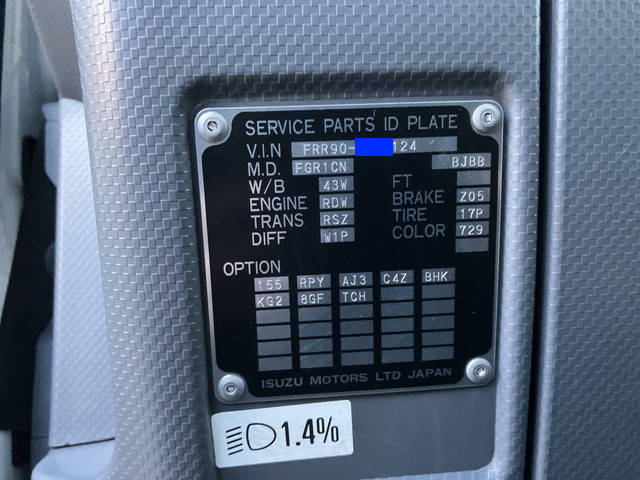 SERVICE PARTS ID PLATE
V.I.N FRR90- 124
M.D. FGR1CN BJBB
W/B 43W FT
ENGINE RDW BRAKE Z05
TRANS RSZ TIRE 17P
DIFF W1P COLOR 729
OPTION
155 RPY AJ3 C4Z BHK
KG2 8GF TCH
ISUZU MOTORS LTD JAPAN
1.4%